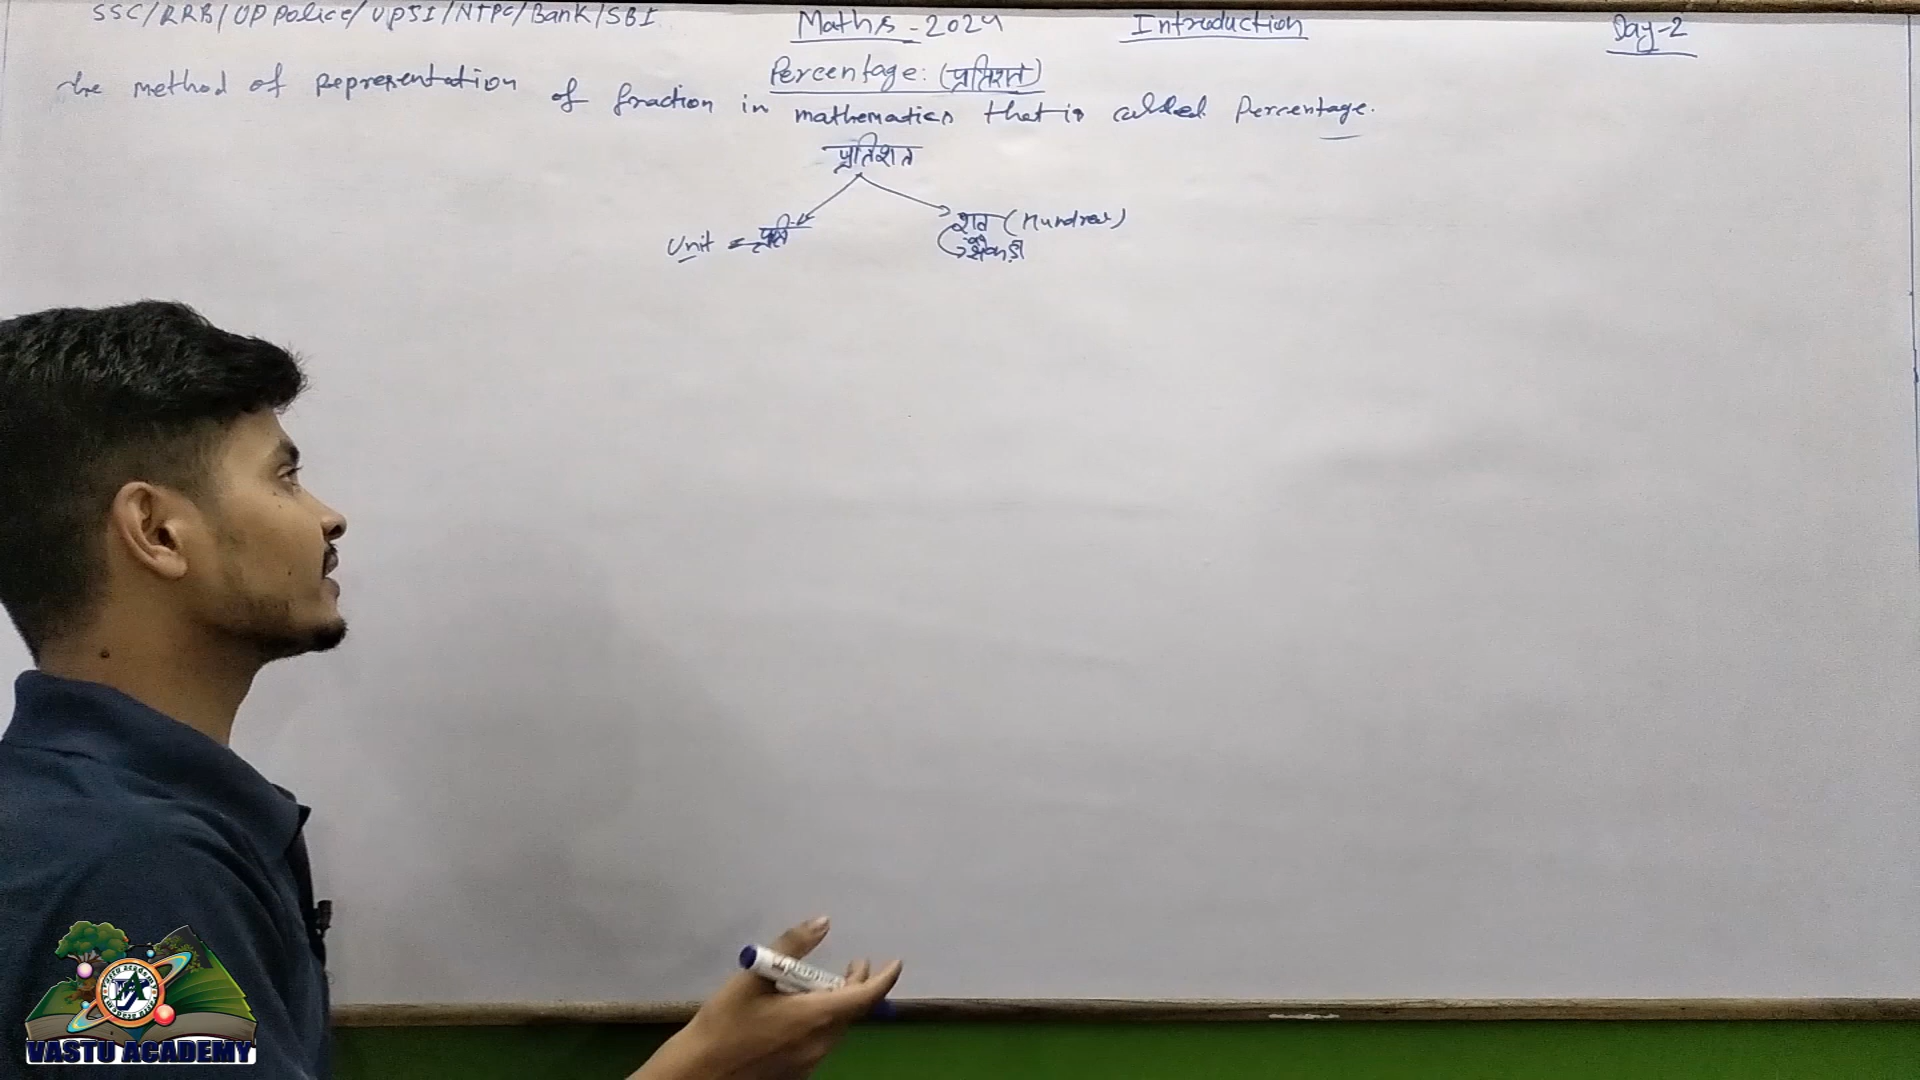 SSC/RRB/UP Police/UPSI/NTPC/Bank/SBI Maths-2024 Introduction Day-2
Percentage: (प्रतिशत)
the method of representation of fraction in mathematics that is called Percentage.
प्रतिशत
Unit प्रति शत (Hundred)
सैकड़ा
VASTU ACADEMY